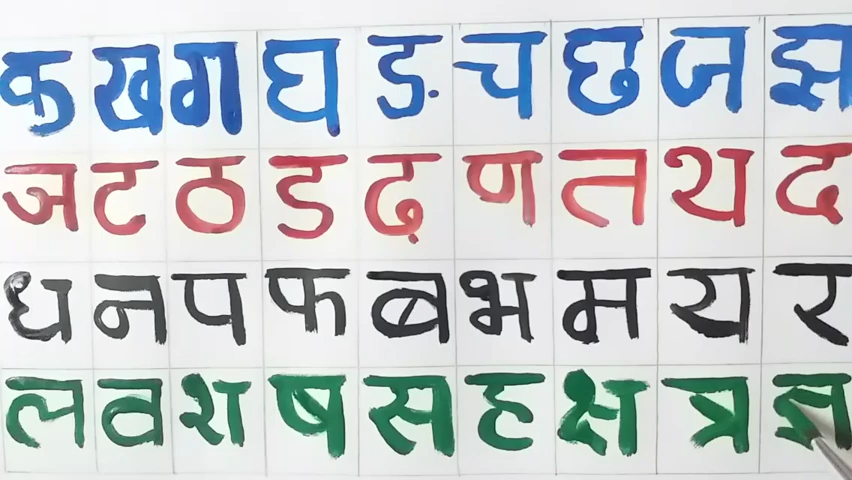 क ख ग घ ङ च छ ज झ
ञ ट ठ ड ढ ण त थ द
ध न प फ ब भ म य र
ल व श ष स ह क्ष त्र ज्ञ